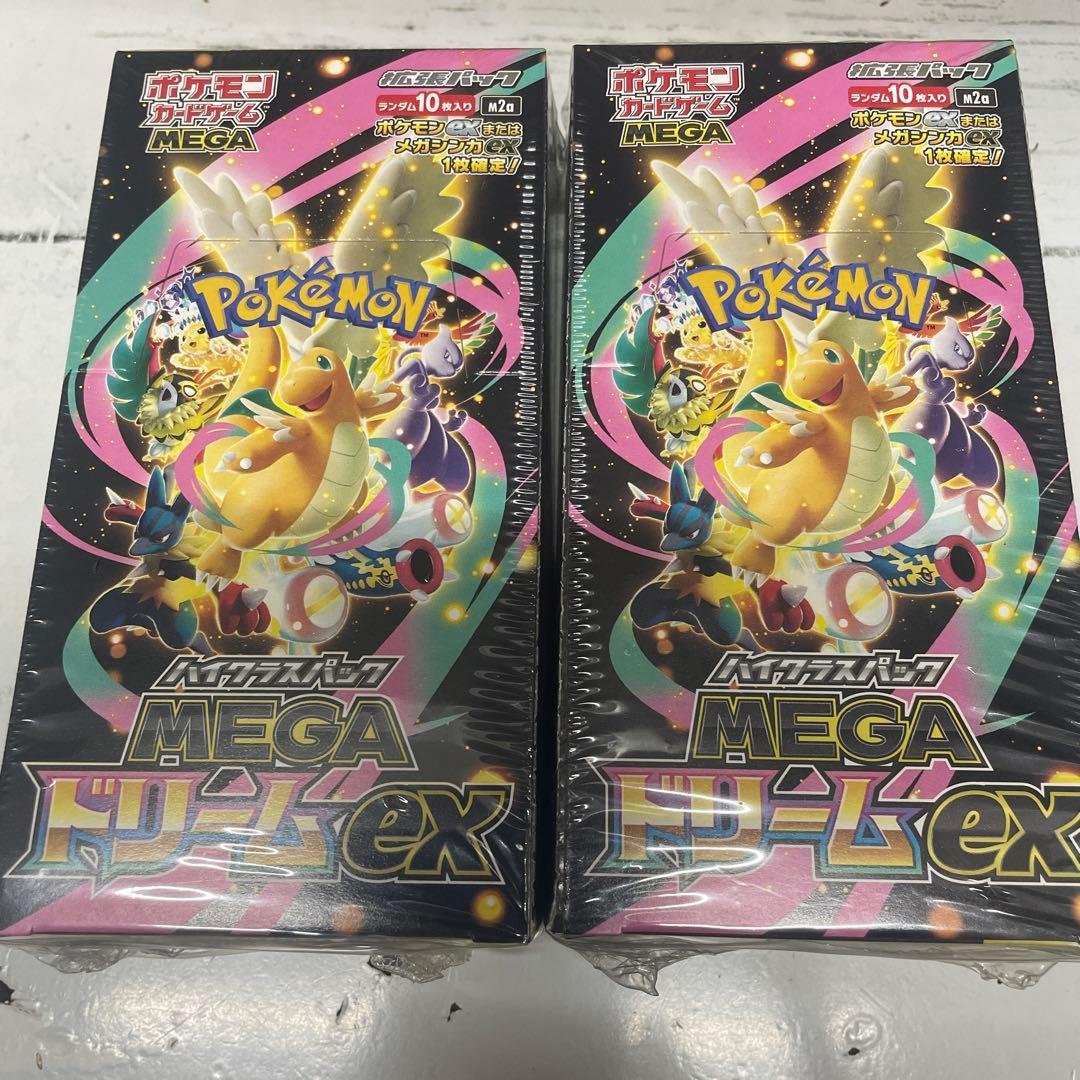 ポケモン
カードゲーム™
MEGA
拡張パック
ランダム10枚入り
M2a
ポケモンexまたは
メガシンカex
1枚確定!
POKéMON
ハイクラスパック
MEGA
ドリームex
ポケモン
カードゲーム™
MEGA
拡張パック
ランダム10枚入り
M2a
ポケモンexまたは
メガシンカex
1枚確定!
POKéMON™
ハイクラスパック
MEGA
ドリームex